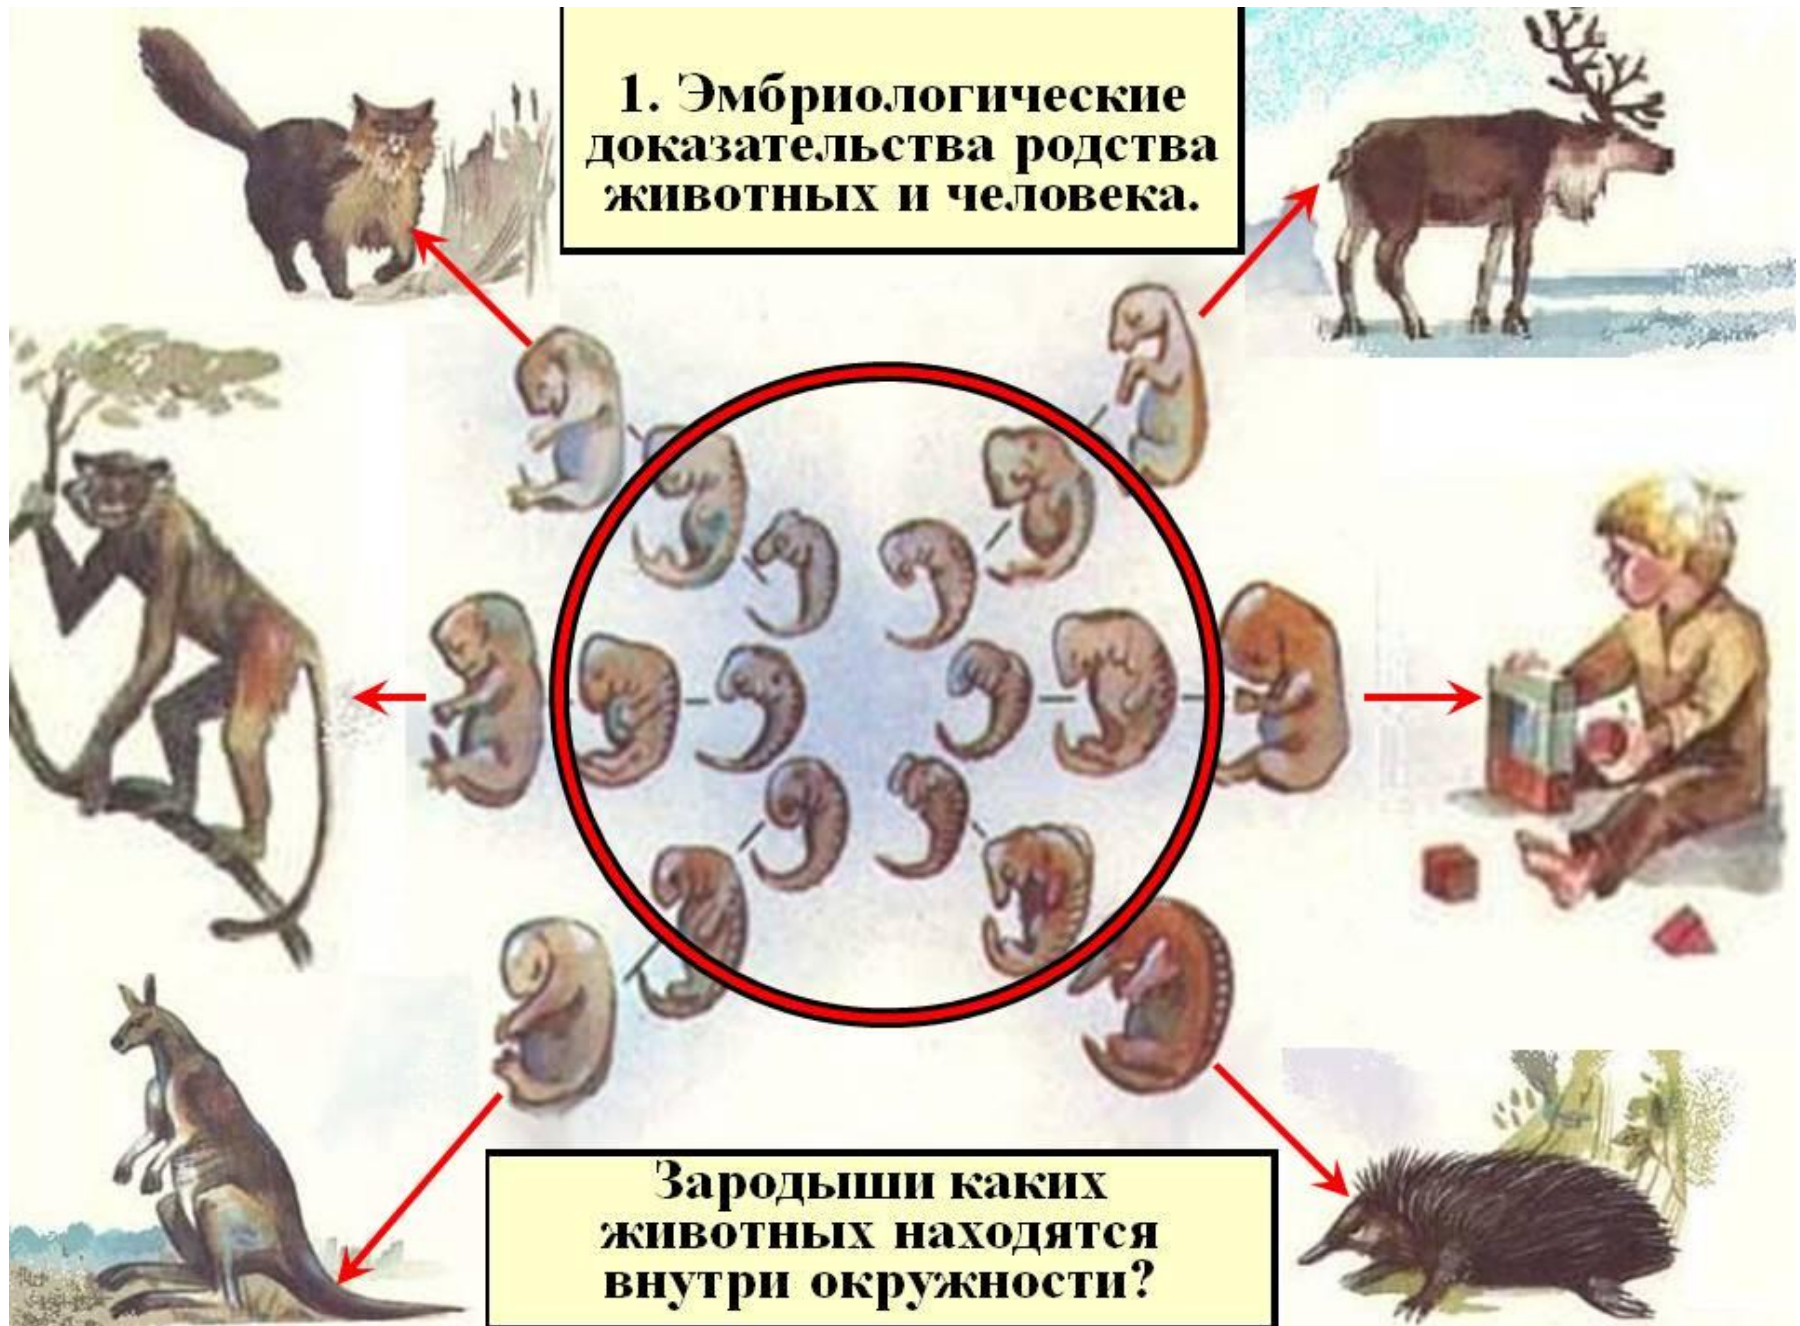 1. Эмбриологические
доказательства родства
животных и человека.
Зародыши каких
животных находятся
внутри окружности?